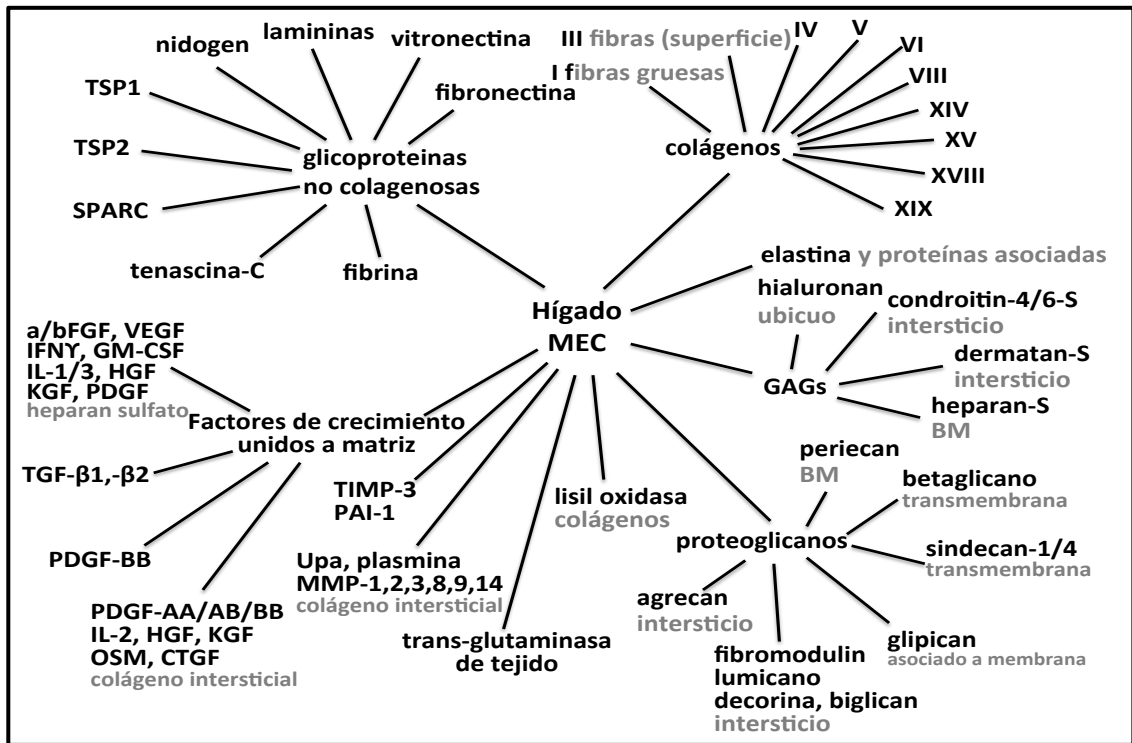 nidogen
lamininas
vitronectina
TSP1
fibronectina
TSP2
glicoproteinas
no colagenosas
SPARC
tenascina-C
fibrina
III fibras (superficie)
I fibras gruesas
IV
V
VI
VIII
XIV
XV
XVIII
XIX
colágenos
elastina y proteínas asociadas
Hígado
MEC
hialuronan
ubicuo
condroitin-4/6-S
intersticio
dermatan-S
intersticio
GAGs
heparan-S
BM
a/bFGF, VEGF
IFNϒ, GM-CSF
IL-1/3, HGF
KGF, PDGF
heparan sulfato
Factores de crecimiento
unidos a matriz
TGF-β1,-β2
PDGF-BB
PDGF-AA/AB/BB
IL-2, HGF, KGF
OSM, CTGF
colágeno intersticial
TIMP-3
PAI-1
Upa, plasmina
MMP-1,2,3,8,9,14
colágeno intersticial
trans-glutaminasa
de tejido
lisil oxidasa
colágenos
periecan
BM
betaglicano
transmembrana
proteoglicanos
sindecan-1/4
transmembrana
agrecan
intersticio
glipican
asociado a membrana
fibromodulin
lumicano
decorina, biglican
intersticio